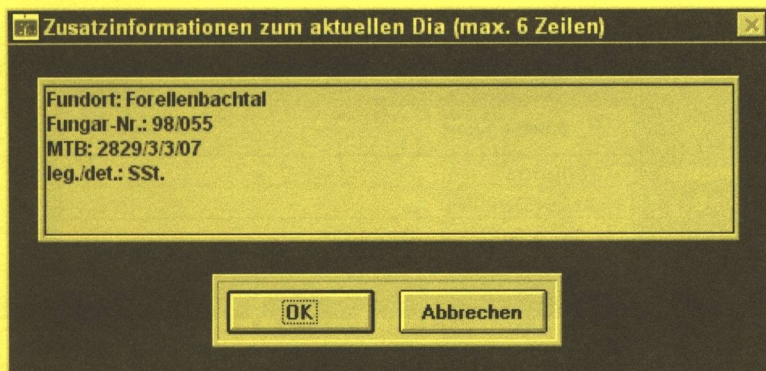 Zusatzinformationen zum aktuellen Dia (max. 6 Zeilen)
Fundort: Forellenbachtal
Fungar-Nr.: 98/055
MTB: 2829/3/3/07
leg./det.: SSt.
OK
Abbrechen